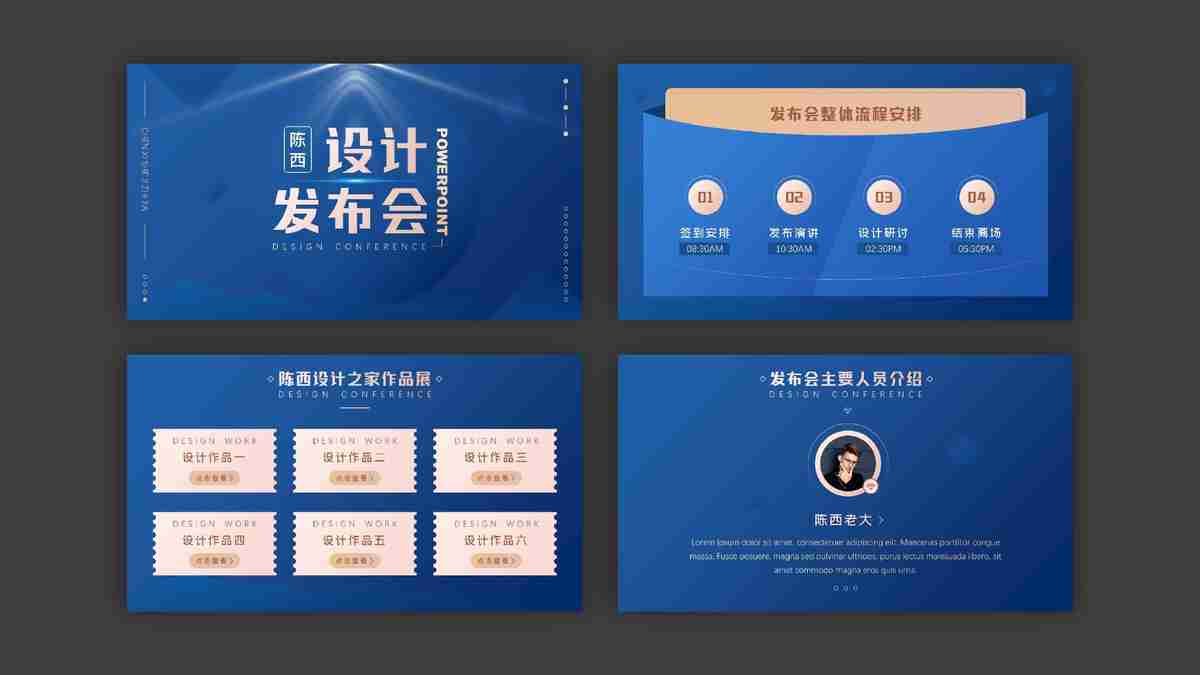 陈西
设计
发布会
POWERPOINT
DESIGN CONFERENCE
发布会整体流程安排
01
02
03
04
签到安排
发布演讲
设计研讨
结束离场
08:30AM
10:30AM
02:30PM
05:30PM
陈西设计之家作品展
DESIGN CONFERENCE
DESIGN WORK
设计作品一
点击查看
DESIGN WORK
设计作品二
点击查看
DESIGN WORK
设计作品三
点击查看
DESIGN WORK
设计作品四
点击查看
DESIGN WORK
设计作品五
点击查看
DESIGN WORK
设计作品六
点击查看
发布会主要人员介绍
DESIGN CONFERENCE
陈西老大
Lorem ipsum dolor sit amet, consectetuer adipiscing elit. Maecenas porttitor congue
massa. Fusce posuere, magna sed pulvinar ultricies, purus lectus malesuada libero, sit
amet commodo magna eros quis urna.